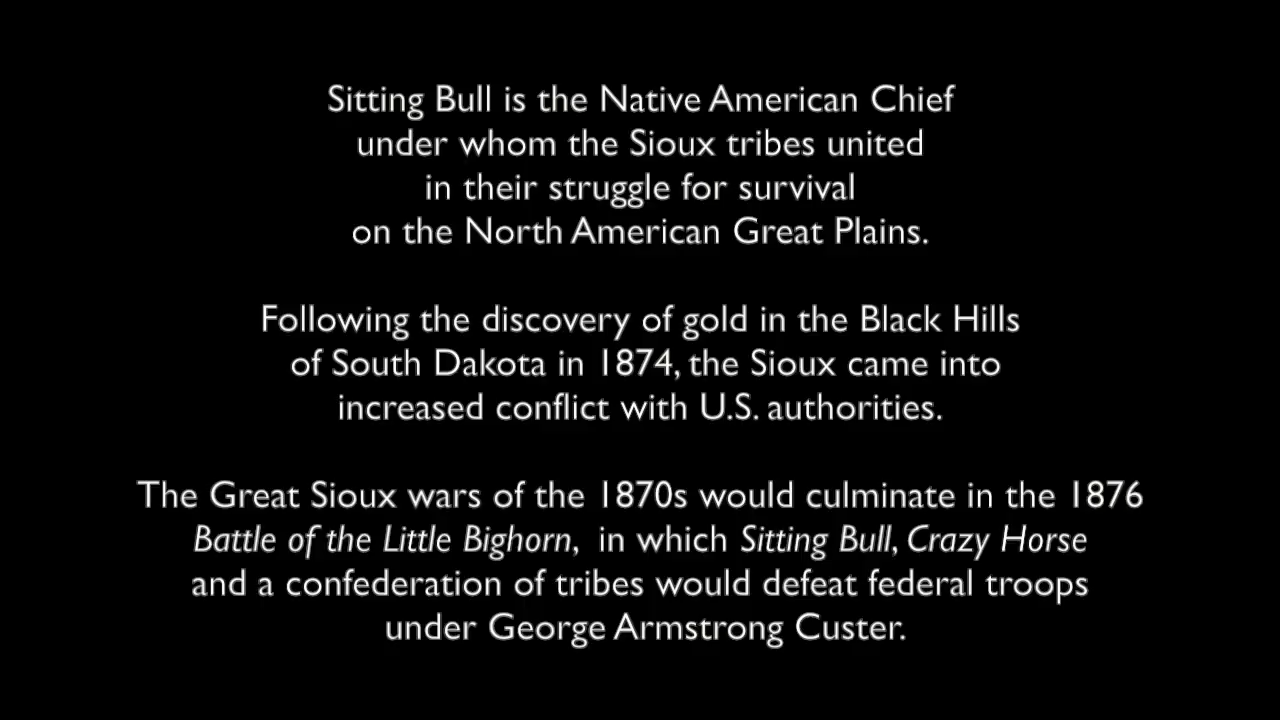 Sitting Bull is the Native American Chief
under whom the Sioux tribes united
in their struggle for survival
on the North American Great Plains.
Following the discovery of gold in the Black Hills
of South Dakota in 1874, the Sioux came into
increased conflict with U.S. authorities.
The Great Sioux wars of the 1870s would culminate in the 1876
Battle of the Little Bighorn,  in which Sitting Bull, Crazy Horse
and a confederation of tribes would defeat federal troops
under George Armstrong Custer.